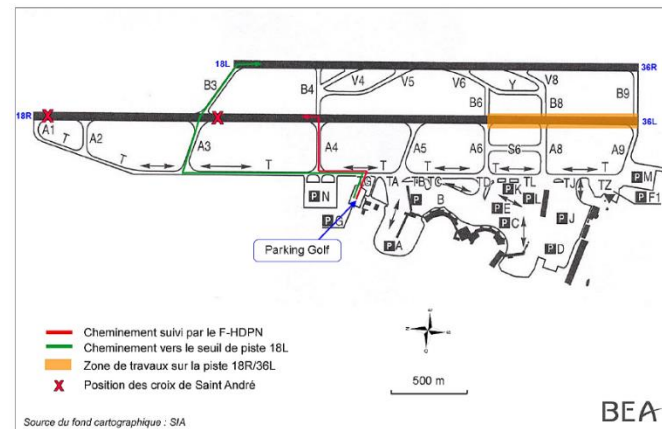 18L
36R
B3
B4
V4
V5
V6
Y
V8
B6
B8
B9
18R
36L
A1
T
A2
A3
A4
A5
A6
S6
A8
A9
T
T
T
T
T
T
G
TA
TB
TC
TD
TL
TJ
TZ
P M
P K
P L
P F1
P N
P
B
P E
P C
P J
P G
P A
P D
Parking Golf
Cheminement suivi par le F-HDPN
Cheminement vers le seuil de piste 18L
Zone de travaux sur la piste 18R/36L
X Position des croix de Saint André
500 m
Source du fond cartographique : SIA
BEA